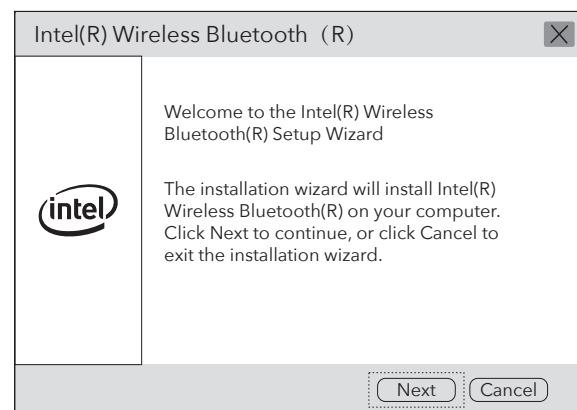 Intel(R) Wireless Bluetooth（R）
Welcome to the Intel(R) Wireless
Bluetooth(R) Setup Wizard
The installation wizard will install Intel(R)
Wireless Bluetooth(R) on your computer.
Click Next to continue, or click Cancel to
exit the installation wizard.
intel
Next
Cancel